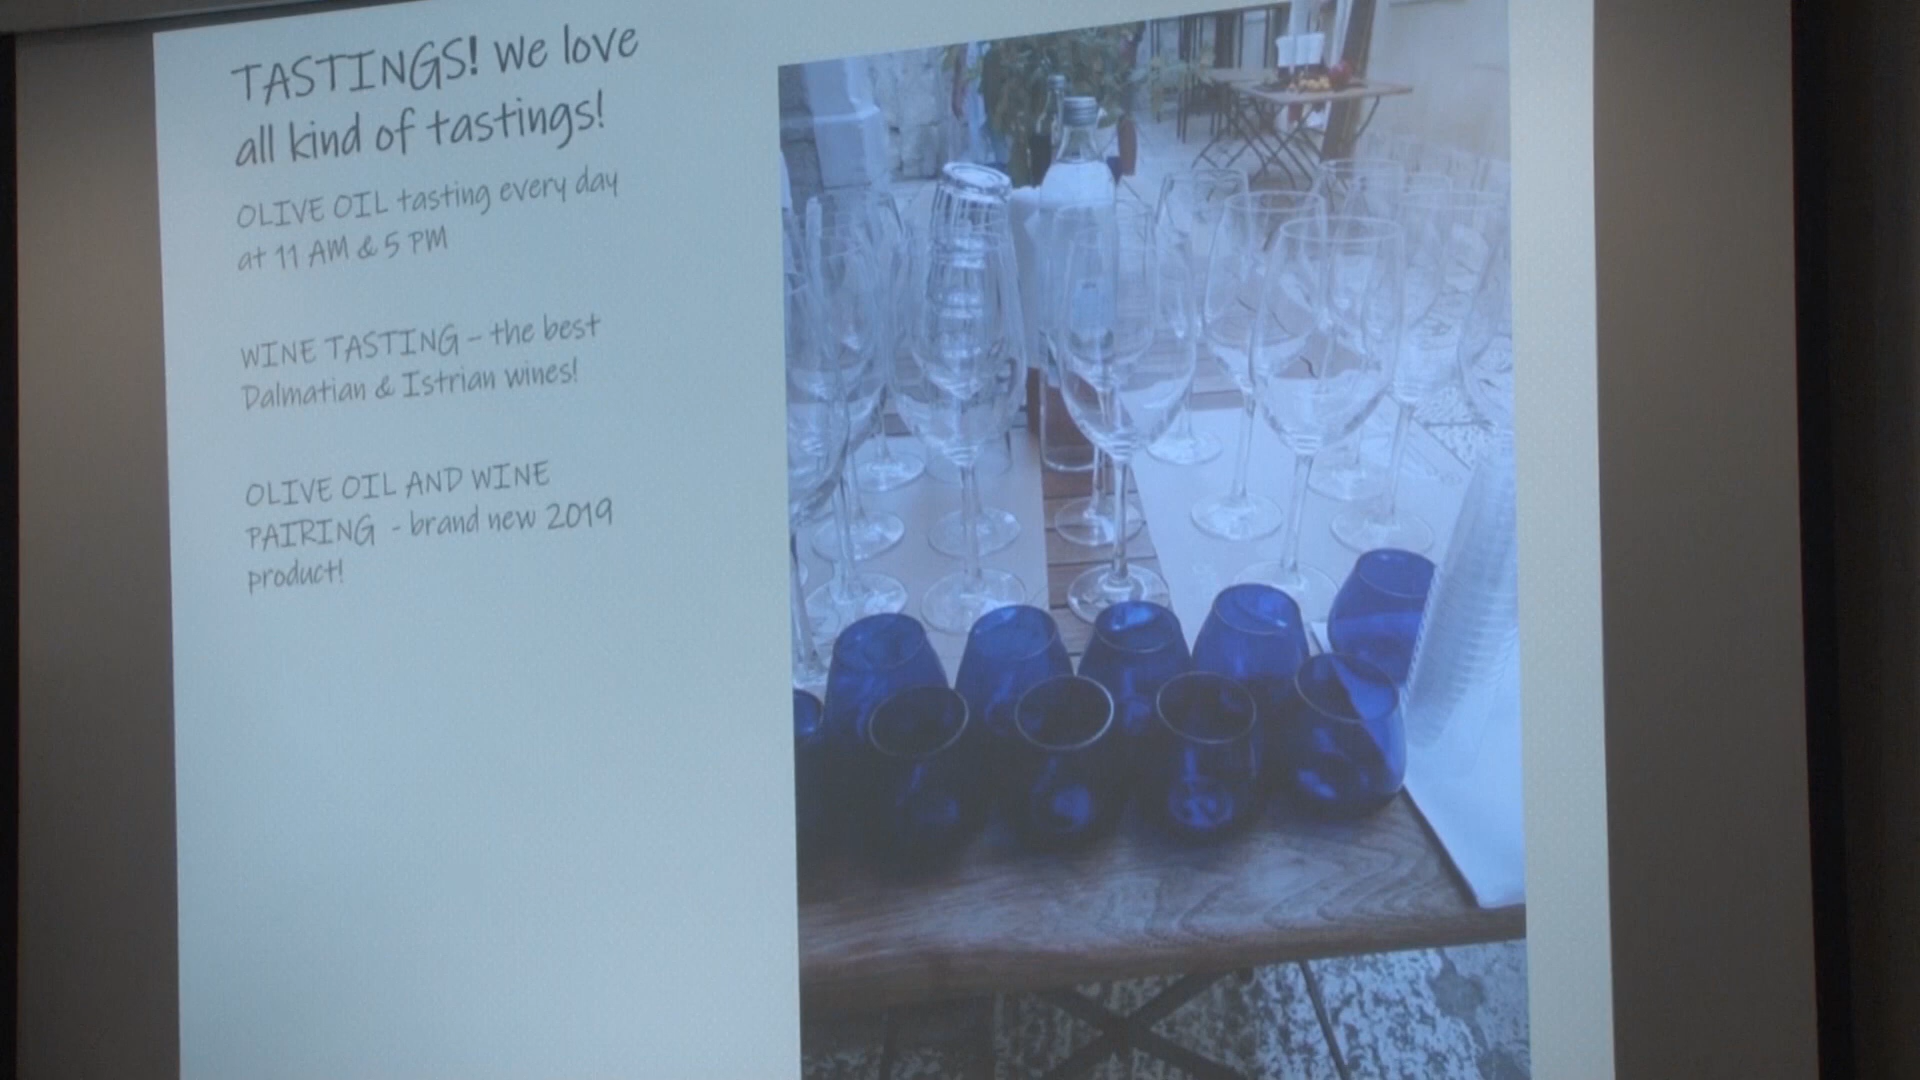 TASTINGS! We love
all kind of tastings!
OLIVE OIL tasting every day
at 11 AM & 5 PM
WINE TASTING – the best
Dalmatian & Istrian wines!
OLIVE OIL AND WINE
PAIRING - brand new 2019
product!